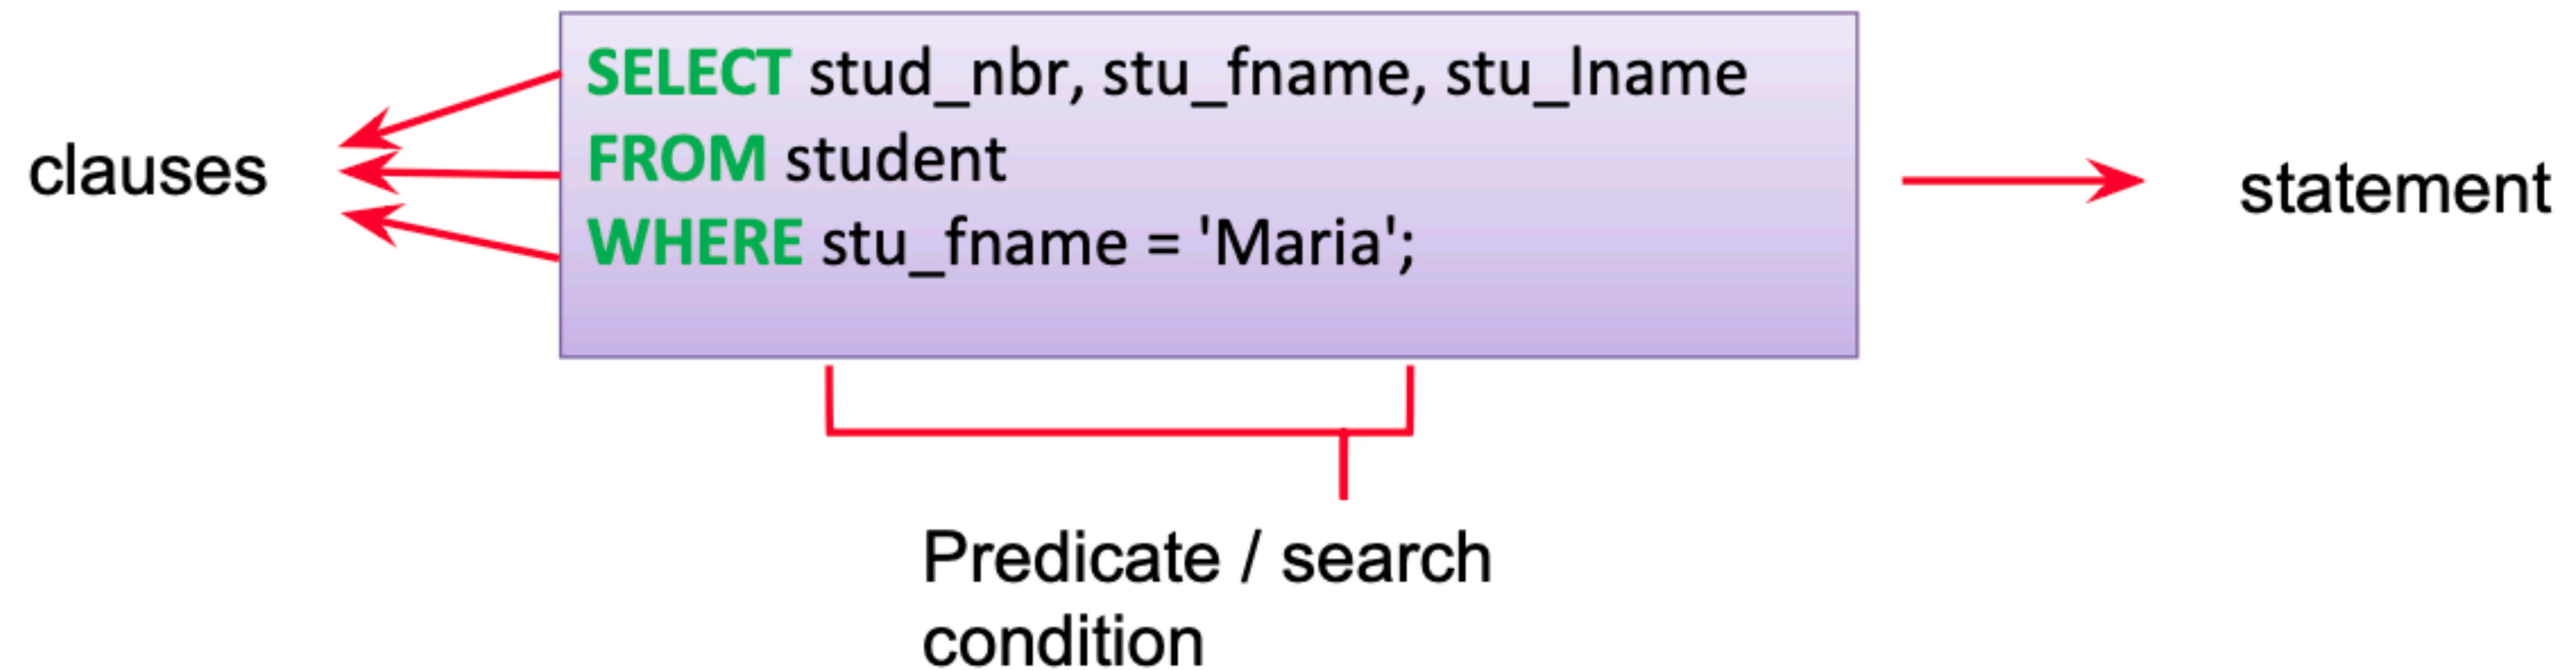 SELECT stud_nbr, stu_fname, stu_lname
FROM student
WHERE stu_fname = 'Maria';
clauses
statement
Predicate / search
condition